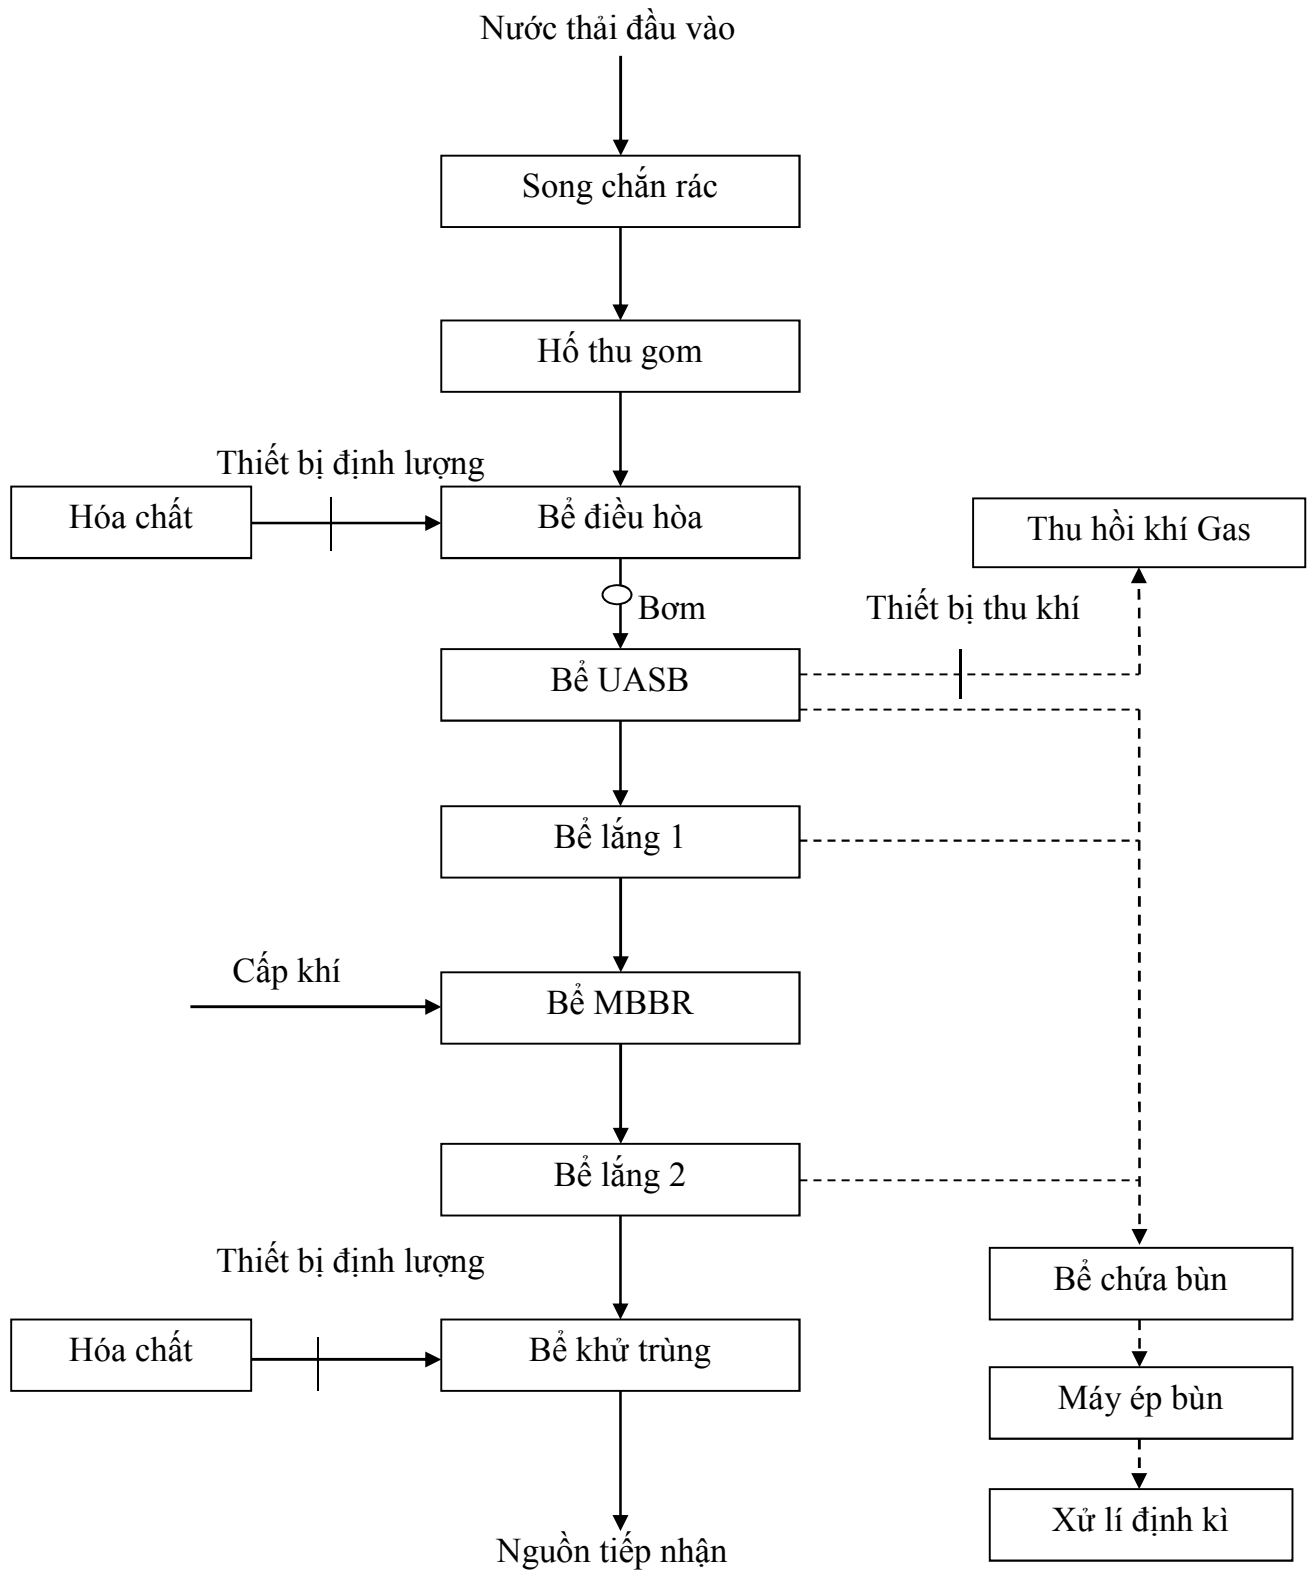 Nước thải đầu vào
Song chắn rác
Hố thu gom
Thiết bị định lượng
Hóa chất
Bể điều hòa
Thu hồi khí Gas
Bơm
Thiết bị thu khí
Bể UASB
Bể lắng 1
Cấp khí
Bể MBBR
Bể lắng 2
Thiết bị định lượng
Bể chứa bùn
Hóa chất
Bể khử trùng
Máy ép bùn
Xử lí định kì
Nguồn tiếp nhận